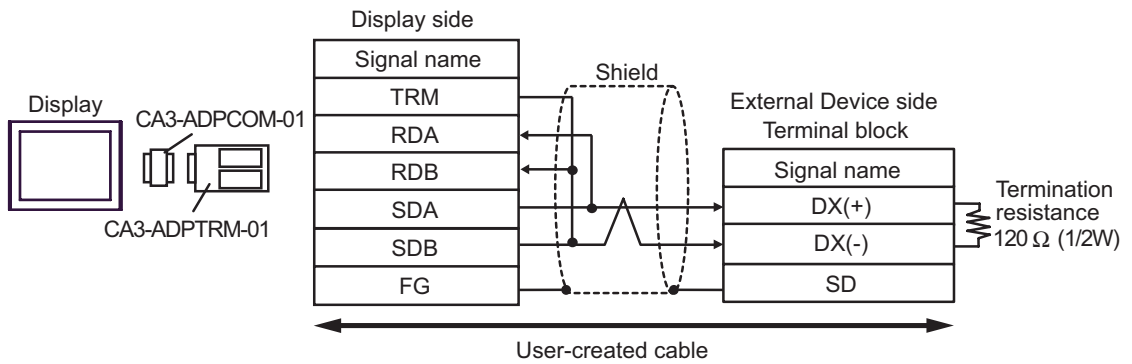 Display side
Signal name
TRM
RDA
RDB
SDA
SDB
FG
Shield
Display
CA3-ADPCOM-01
CA3-ADPTRM-01
External Device side
Terminal block
Signal name
DX(+)
DX(-)
SD
Termination
resistance
120 Ω (1/2W)
User-created cable